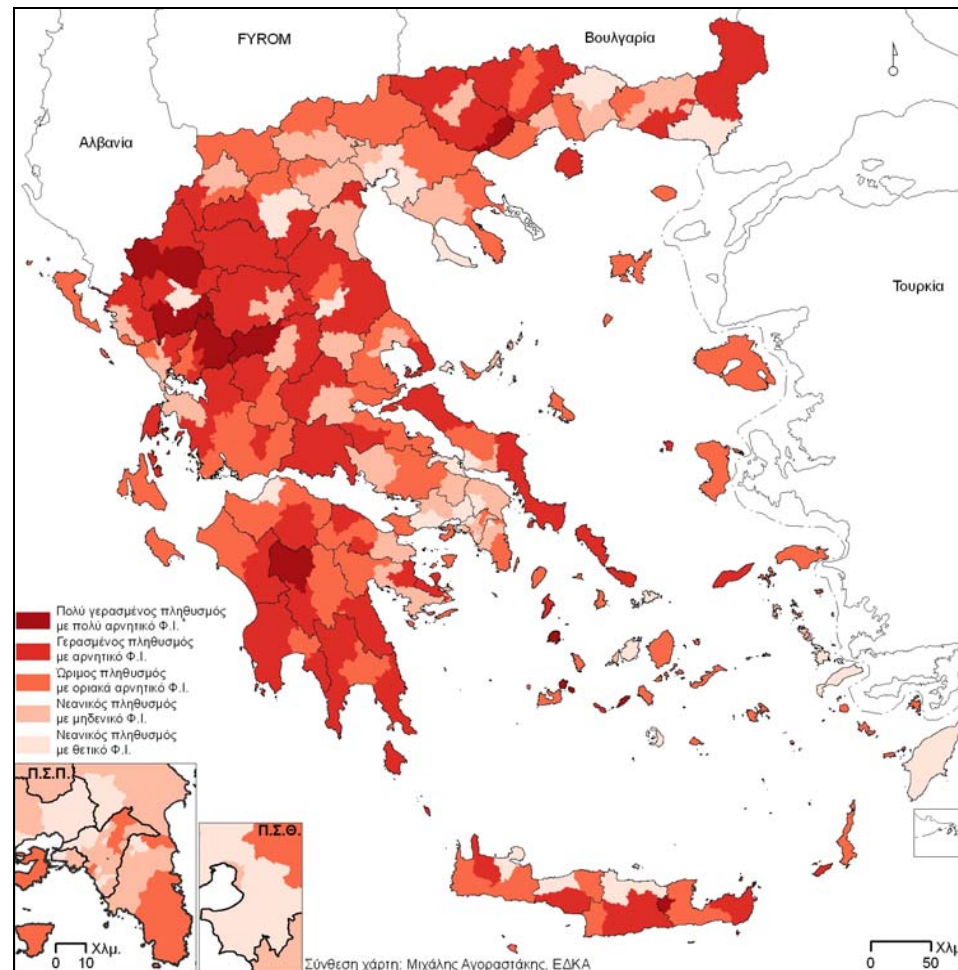 FYROM
Βουλγαρία
Αλβανία
Τουρκία
Πολύ γερασμένος πληθυσμός
με πολύ αρνητικό Φ.Ι.
Γερασμένος πληθυσμός
με αρνητικό Φ.Ι.
Ώριμος πληθυσμός
με οριακά αρνητικό Φ.Ι.
Νεανικός πληθυσμός
με μηδενικό Φ.Ι.
Νεανικός πληθυσμός
με θετικό Φ.Ι.
Π.Σ.Π.
Π.Σ.Θ.
Χλμ.
0 10
Σύνθεση χάρτη: Μιχάλης Αγοραστάκης, ΕΔΚΑ
Χλμ
0 50